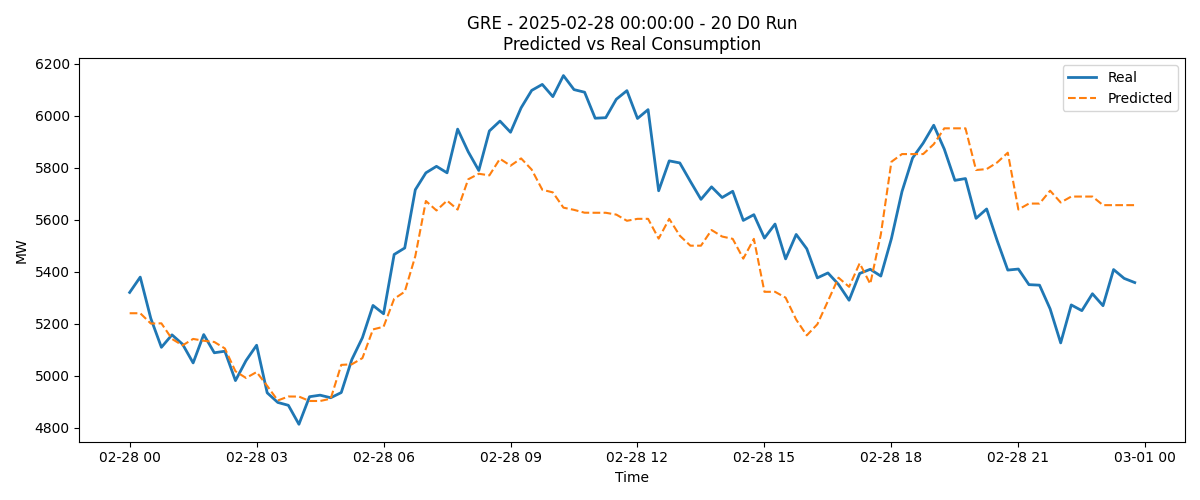 GRE - 2025-02-28 00:00:00 - 20 D0 Run
Predicted vs Real Consumption
Real
Predicted
MW
6200
6000
5800
5600
5400
5200
5000
4800
02-28 00
02-28 03
02-28 06
02-28 09
02-28 12
02-28 15
02-28 18
02-28 21
03-01 00
Time